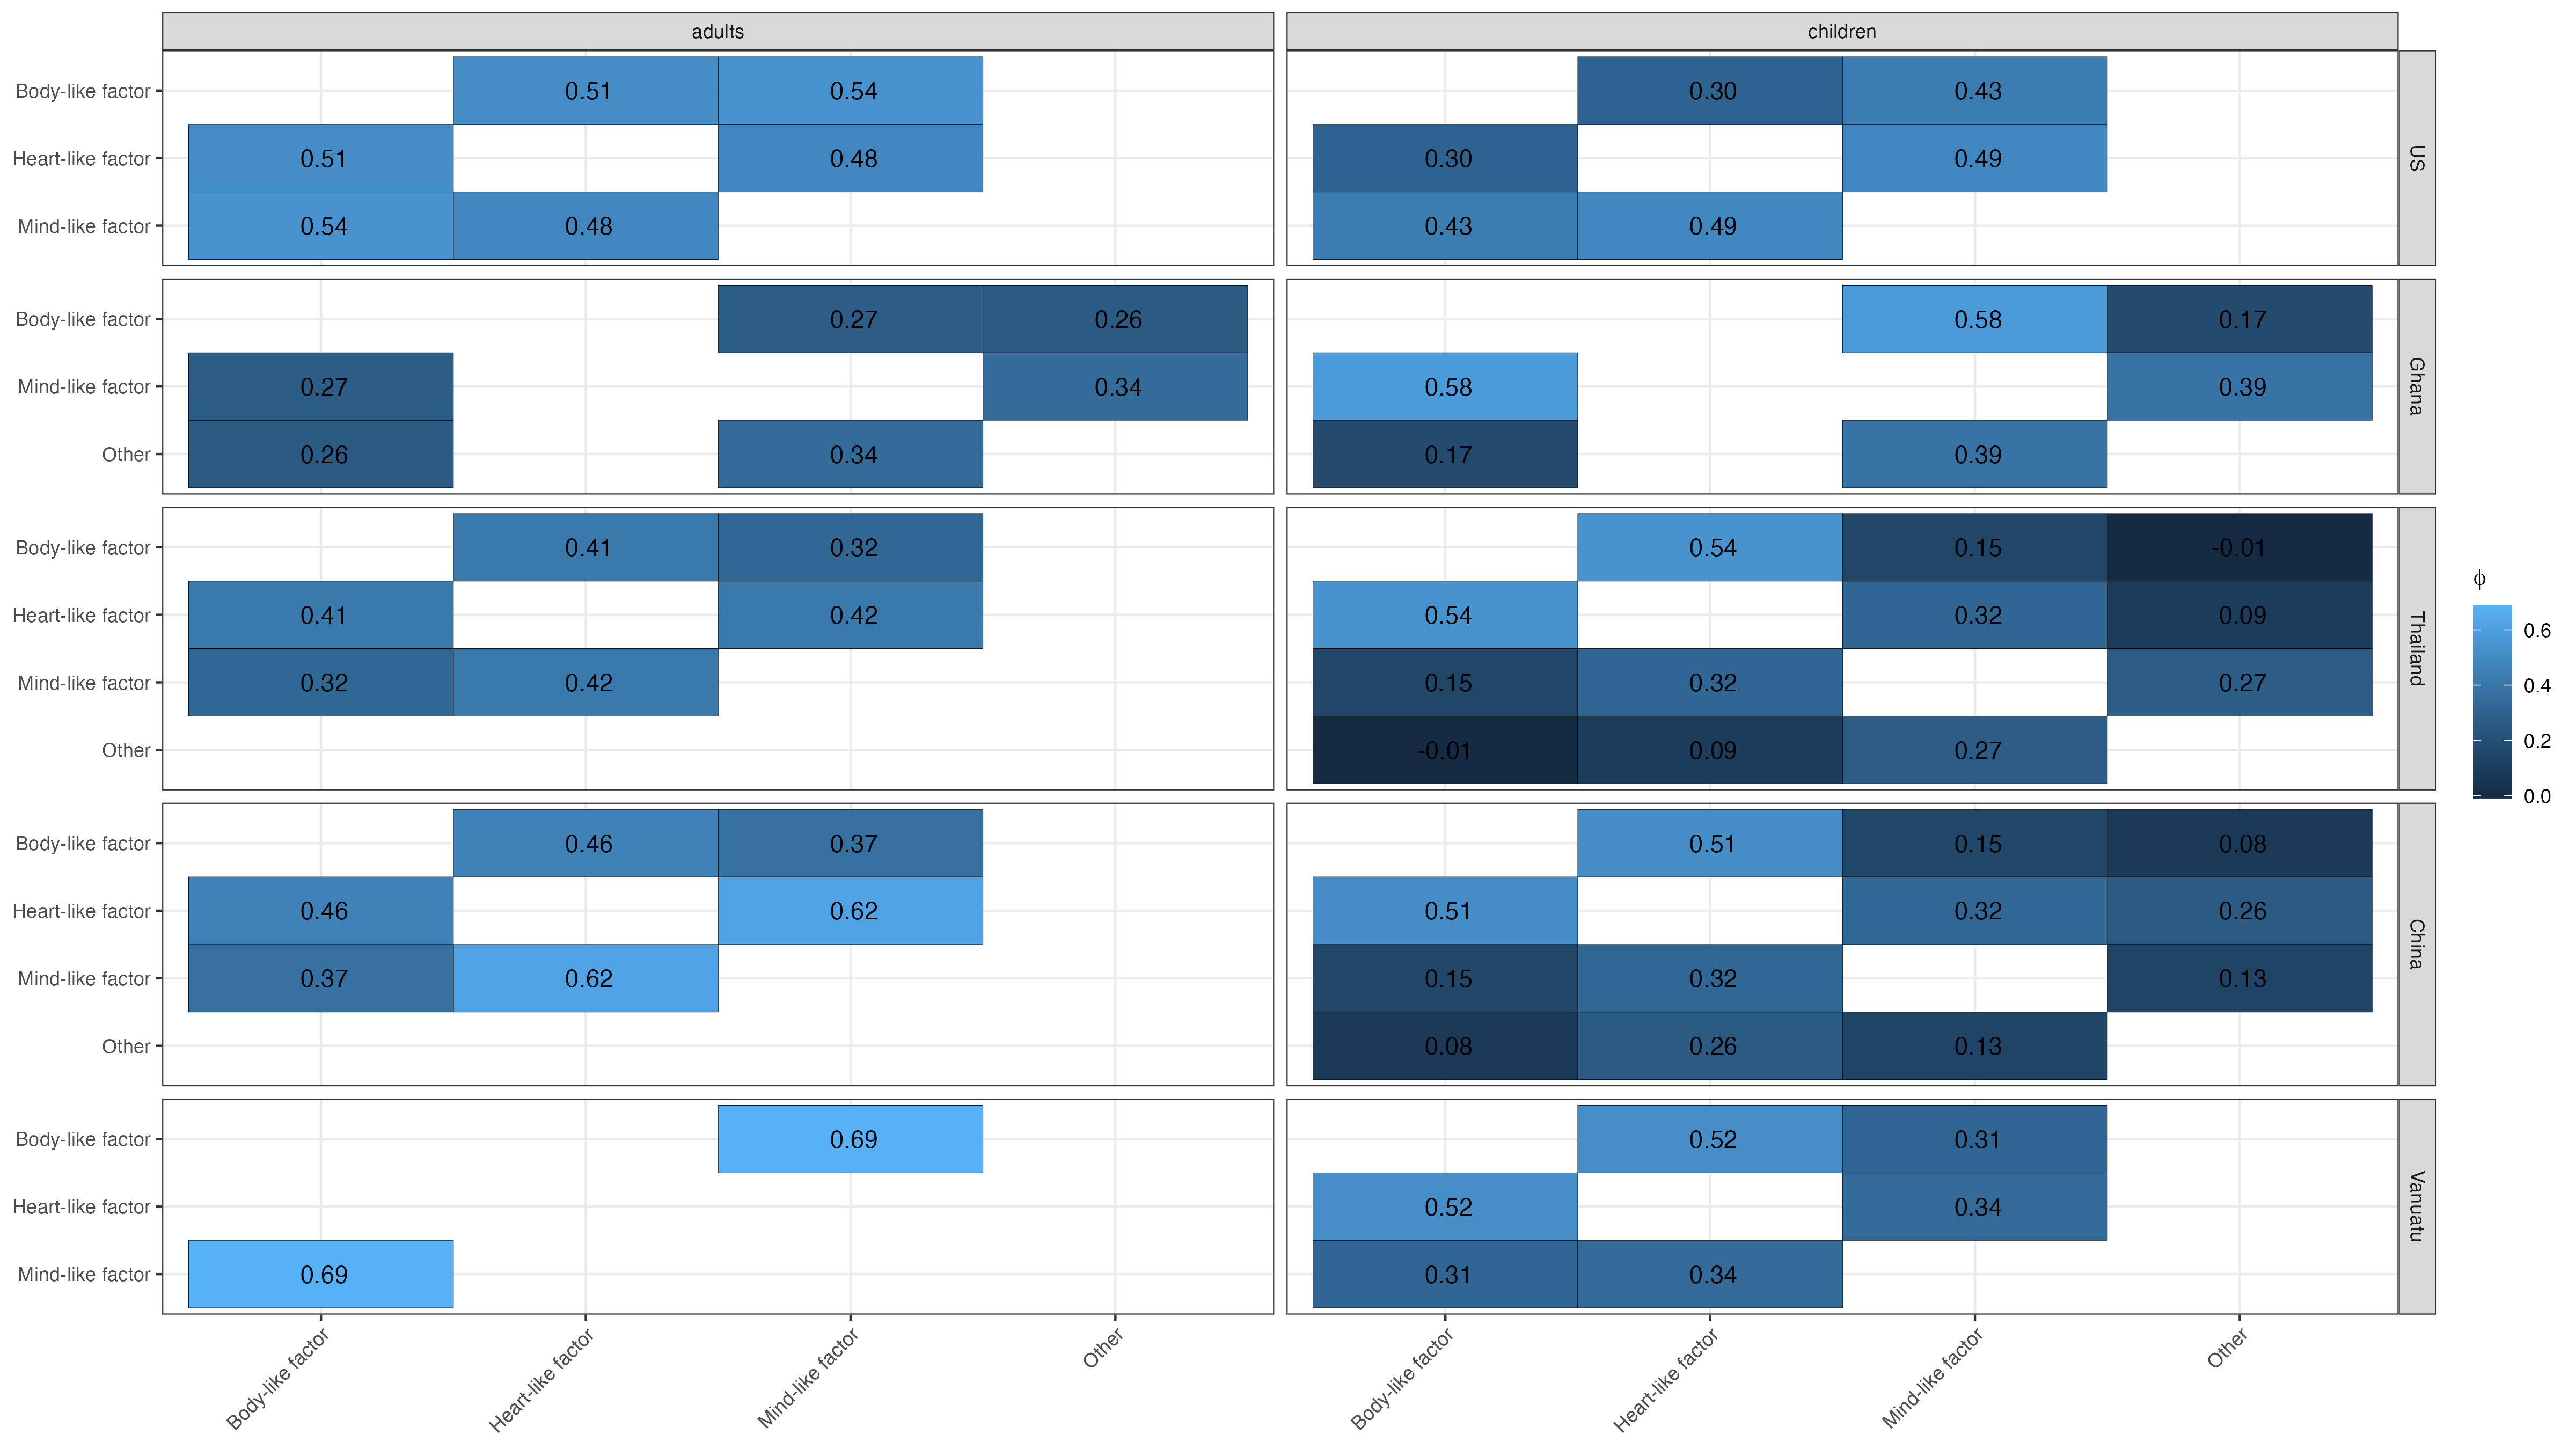 adults children
Body-like factor 0.51 0.54 0.30 0.43
Heart-like factor 0.51 0.48 0.30 0.49
Mind-like factor 0.54 0.48 0.43 0.49
US
Body-like factor 0.27 0.26 0.58 0.17
Mind-like factor 0.27 0.34 0.58 0.39
Other 0.26 0.34 0.17 0.39
Ghana
Body-like factor 0.41 0.32 0.54 0.15 -0.01
Heart-like factor 0.41 0.42 0.54 0.32 0.09
Mind-like factor 0.32 0.42 0.15 0.32 0.27
Other -0.01 0.09 0.27
Thailand
Body-like factor 0.46 0.37 0.51 0.15 0.08
Heart-like factor 0.46 0.62 0.51 0.32 0.26
Mind-like factor 0.37 0.62 0.15 0.32 0.13
Other 0.08 0.26 0.13
China
Body-like factor 0.69 0.52 0.31
Heart-like factor 0.52 0.34
Mind-like factor 0.69 0.31 0.34
Vanuatu
Body-like factor Heart-like factor Mind-like factor Other Body-like factor Heart-like factor Mind-like factor Other
ϕ
0.6
0.4
0.2
0.0